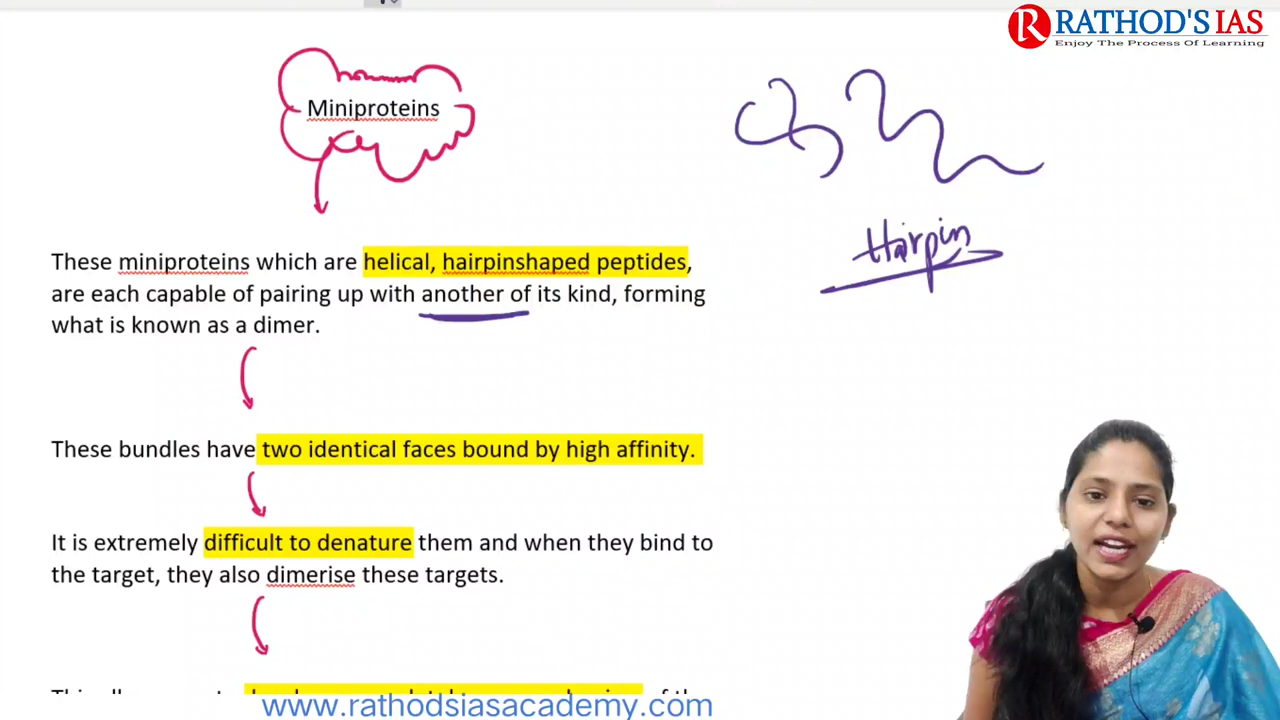 RATHOD'S IAS
Enjoy The Process Of Learning
Miniproteins
Hairpin
These miniproteins which are helical, hairpinshaped peptides,
are each capable of pairing up with another of its kind, forming
what is known as a dimer.
These bundles have two identical faces bound by high affinity.
It is extremely difficult to denature them and when they bind to
the target, they also dimerise these targets.
www.rathodsiasacademy.com